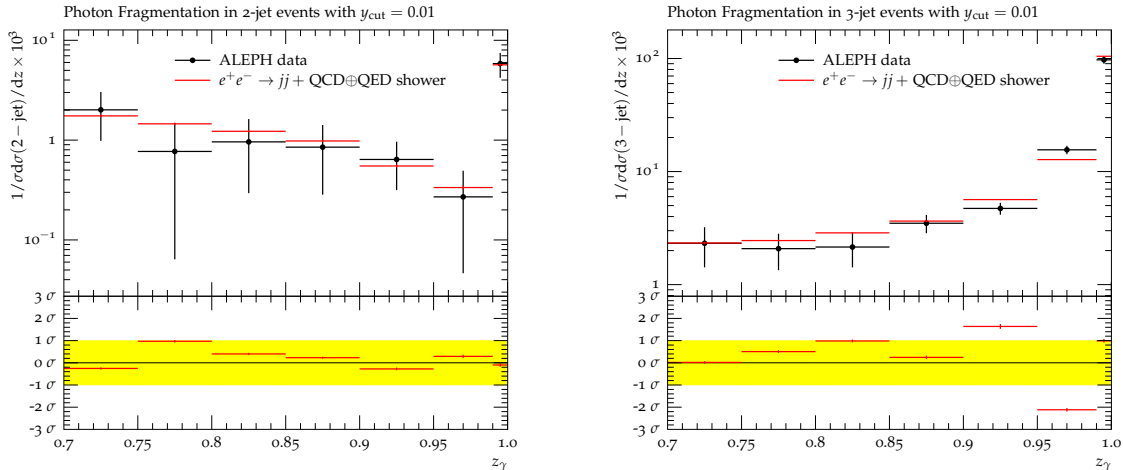 Photon Fragmentation in 2-jet events with y_cut = 0.01
ALEPH data
e⁺e⁻ → jj + QCD⊕QED shower
10¹
1
10⁻¹
1/σdσ(2 − jet)/dz × 10³
3 σ
2 σ
1 σ
0 σ
-1 σ
-2 σ
-3 σ
0.7 0.75 0.8 0.85 0.9 0.95 1.0
z_γ
Photon Fragmentation in 3-jet events with y_cut = 0.01
ALEPH data
e⁺e⁻ → jj + QCD⊕QED shower
10²
10¹
1
1/σdσ(3 − jet)/dz × 10³
3 σ
2 σ
1 σ
0 σ
-1 σ
-2 σ
-3 σ
0.7 0.75 0.8 0.85 0.9 0.95 1.0
z_γ